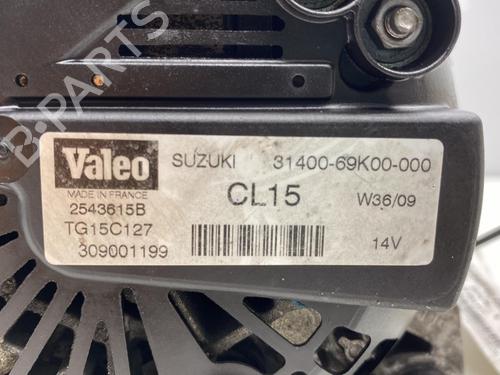 B-PARTS
Valeo SUZUKI 31400-69K00-000
MADE IN FRANCE
2543615B CL15 W36/09
TG15C127
309001199 14V